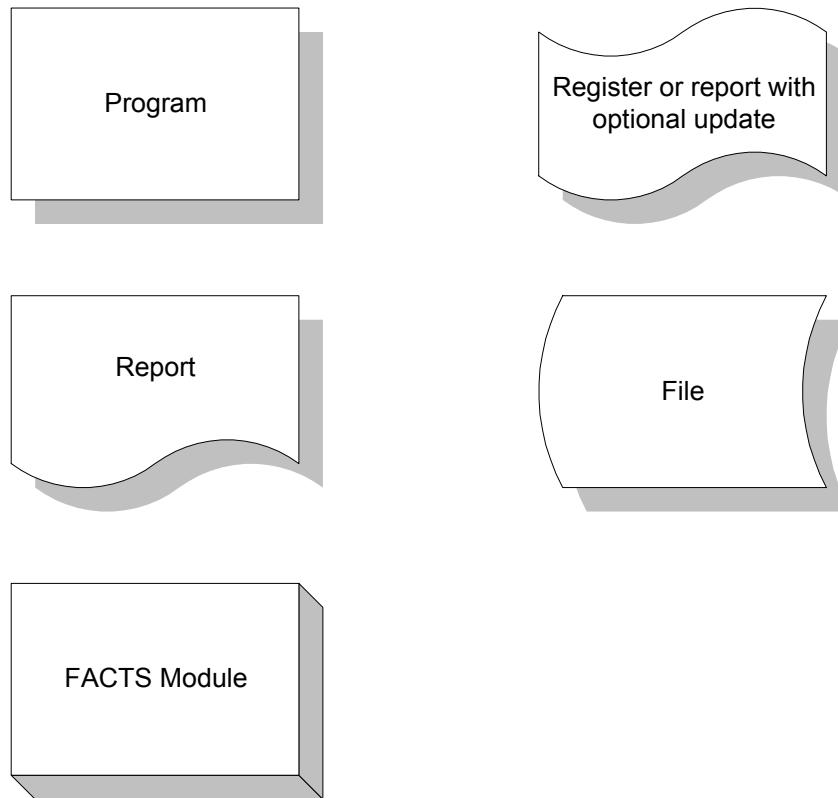 Program
Register or report with
optional update
Report
File
FACTS Module